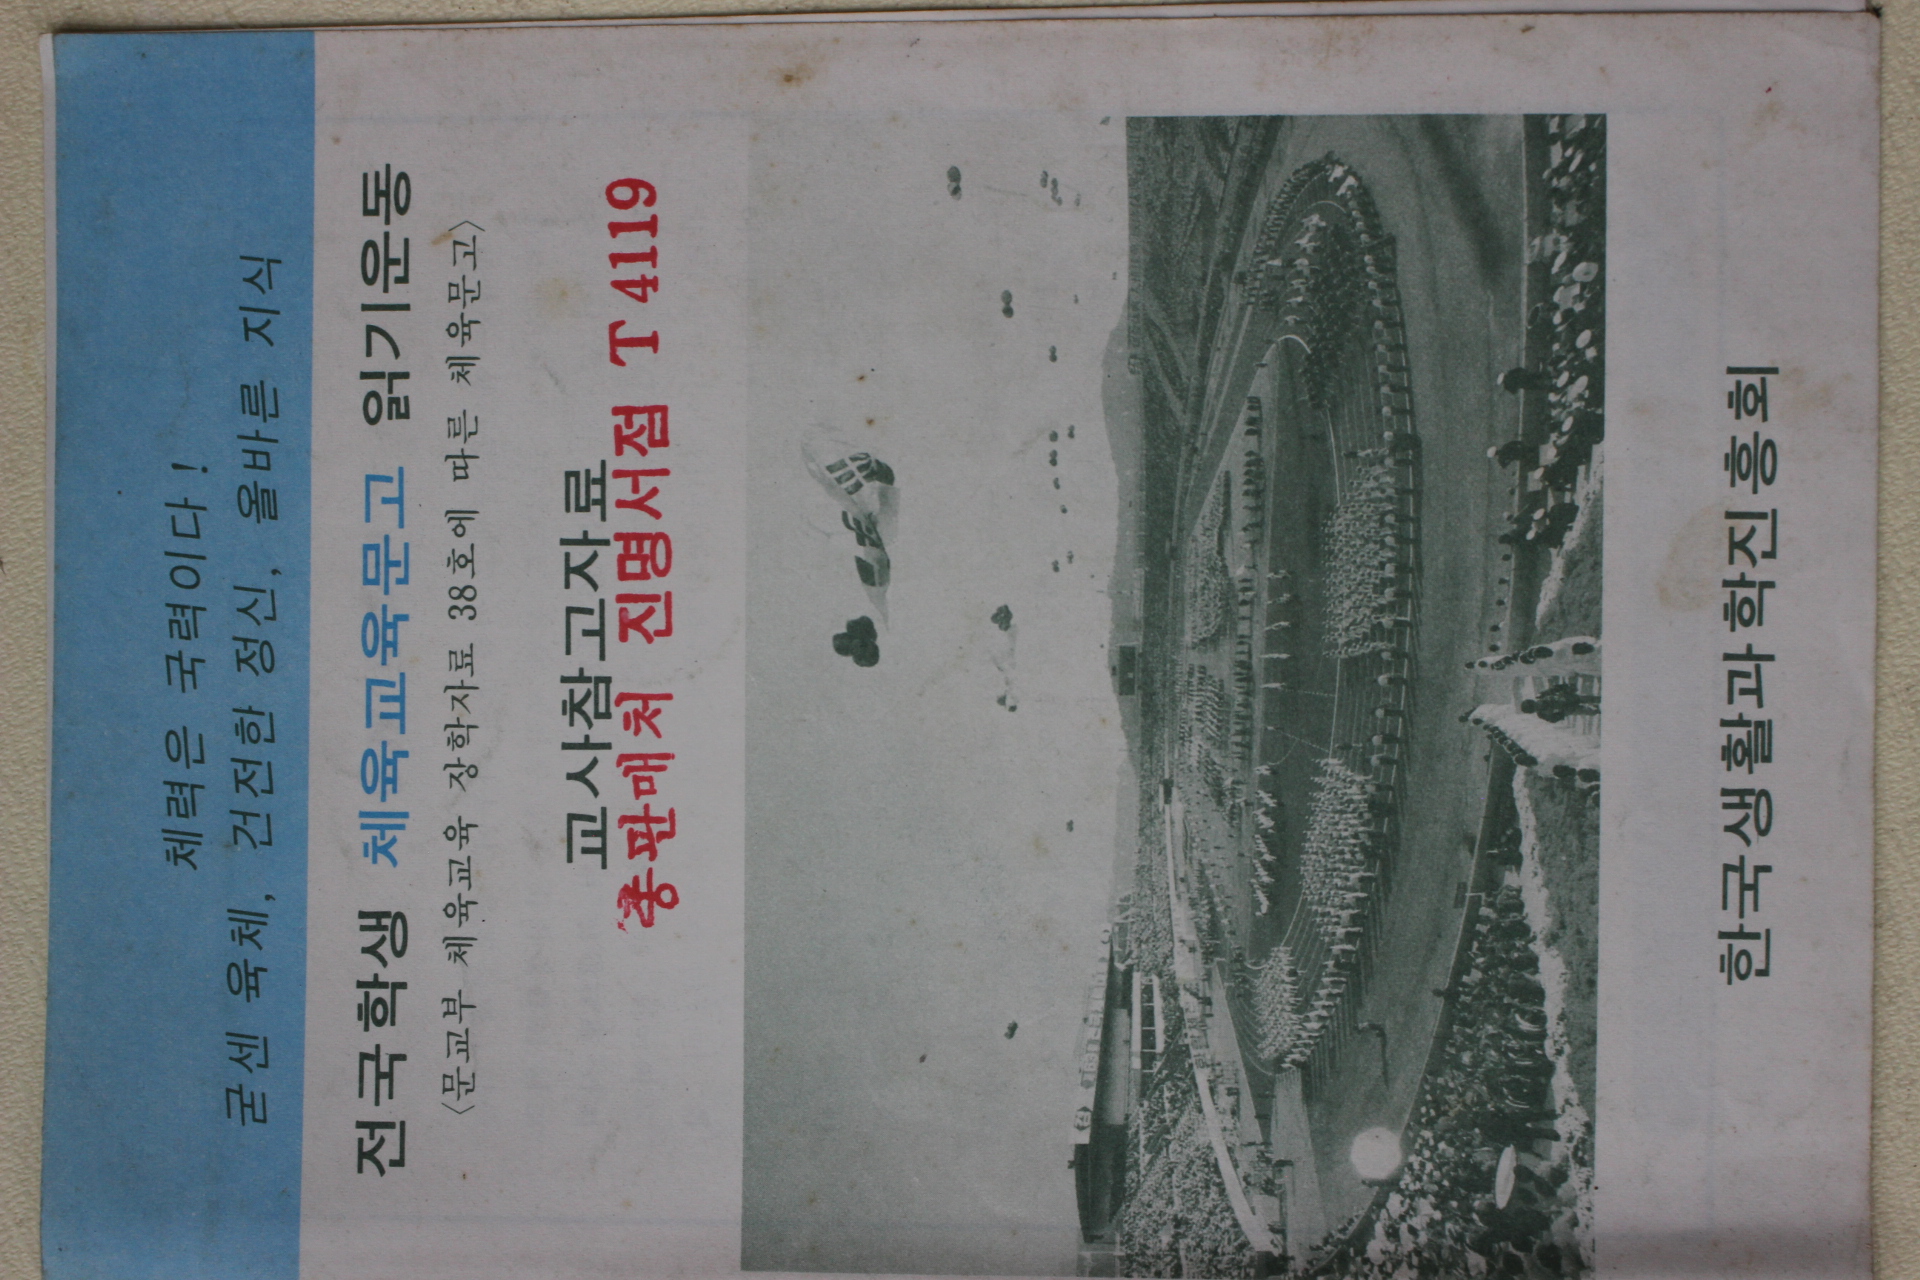 체력은 국력이다!
굳센 육체, 건전한 정신, 올바른 지식
전국학생 체육교육문고 읽기운동
〈문교부 체육교육 장학자료 38호에 따른 체육문고〉
교사참고자료
총판매처 진명서점 T 4119
한국생활과학진흥회